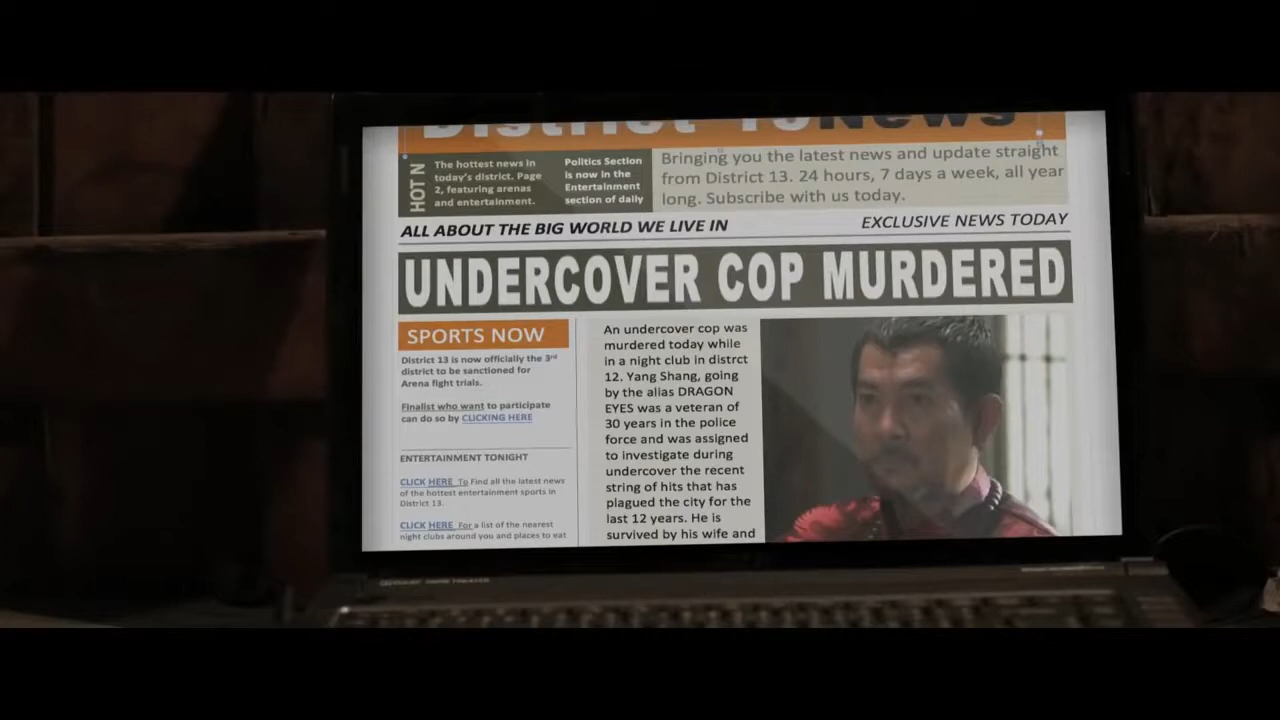 District 13News
HOT N
The hottest news in
today's district. Page
2, featuring arenas
and entertainment.
Politics Section
is now in the
Entertainment
section of daily
Bringing you the latest news and update straight
from District 13. 24 hours, 7 days a week, all year
long. Subscribe with us today.
ALL ABOUT THE BIG WORLD WE LIVE IN
EXCLUSIVE NEWS TODAY
UNDERCOVER COP MURDERED
SPORTS NOW
District 13 is now officially the 3rd
district to be sanctioned for
Arena fight trials.
Finalist who want to participate
can do so by CLICKING HERE
ENTERTAINMENT TONIGHT
CLICK HERE To Find all the latest news
of the hottest entertainment sports in
District 13.
CLICK HERE For a list of the nearest
night clubs around you and places to eat
An undercover cop was
murdered today while
in a night club in distrct
12. Yang Shang, going
by the alias DRAGON
EYES was a veteran of
30 years in the police
force and was assigned
to investigate during
undercover the recent
string of hits that has
plagued the city for the
last 12 years. He is
survived by his wife and